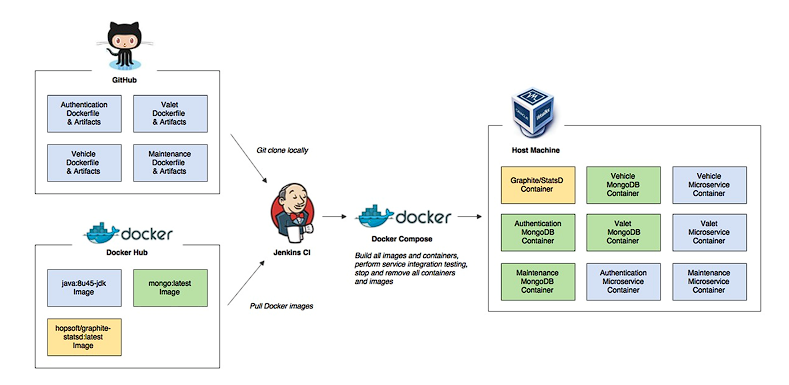 GitHub
Authentication
Dockerfile
& Artifacts
Valet
Dockerfile
& Artifacts
Vehicle
Dockerfile
& Artifacts
Maintenance
Dockerfile
& Artifacts
docker
Docker Hub
java:8u45-jdk
Image
mongo:latest
Image
hopsoft/graphite-
statsd:latest
Image
Git clone locally
Pull Docker images
Jenkins CI
docker
Docker Compose
Build all images and containers,
perform service integration testing,
stop and remove all containers
and images
Host Machine
Graphite/StatsD
Container
Vehicle
MongoDB
Container
Vehicle
Microservice
Container
Authentication
MongoDB
Container
Valet
MongoDB
Container
Valet
Microservice
Container
Maintenance
MongoDB
Container
Authentication
Microservice
Container
Maintenance
Microservice
Container